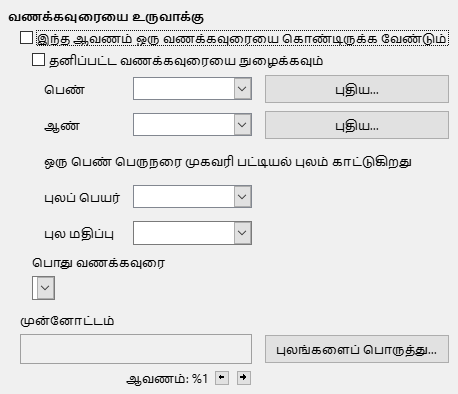 வணக்கவுரையை உருவாக்கு
இந்த ஆவணம் ஒரு வணக்கவுரையை கொண்டிருக்க வேண்டும்
தனிப்பட்ட வணக்கவுரையை நுழைக்கவும்
பெண் புதிய...
ஆண் புதிய...
ஒரு பெண் பெருநரை முகவரி பட்டியல் புலம் காட்டுகிறது
புலப் பெயர்
புல மதிப்பு
பொது வணக்கவுரை
முன்னோட்டம்
புலங்களைப் பொருத்து...
ஆவணம்: %1